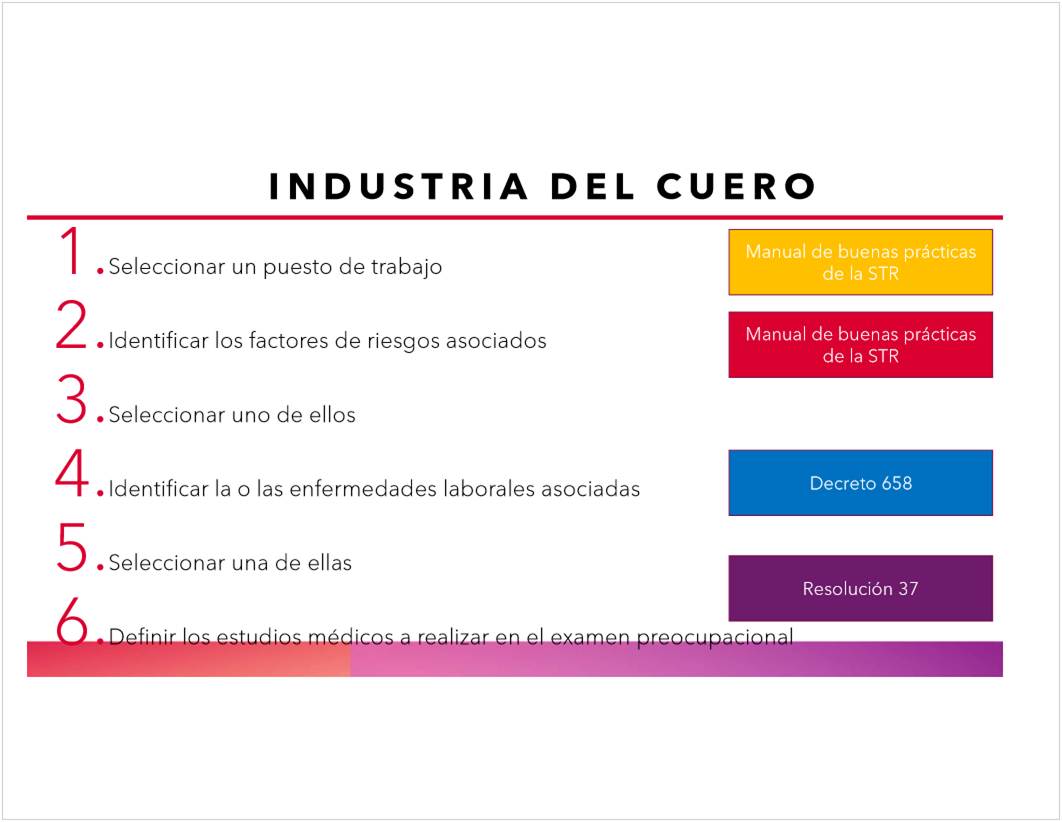 INDUSTRIA DEL CUERO
1. Seleccionar un puesto de trabajo
Manual de buenas prácticas
de la STR
2. Identificar los factores de riesgos asociados
Manual de buenas prácticas
de la STR
3. Seleccionar uno de ellos
4. Identificar la o las enfermedades laborales asociadas
Decreto 658
5. Seleccionar una de ellas
Resolución 37
6. Definir los estudios médicos a realizar en el examen preocupacional